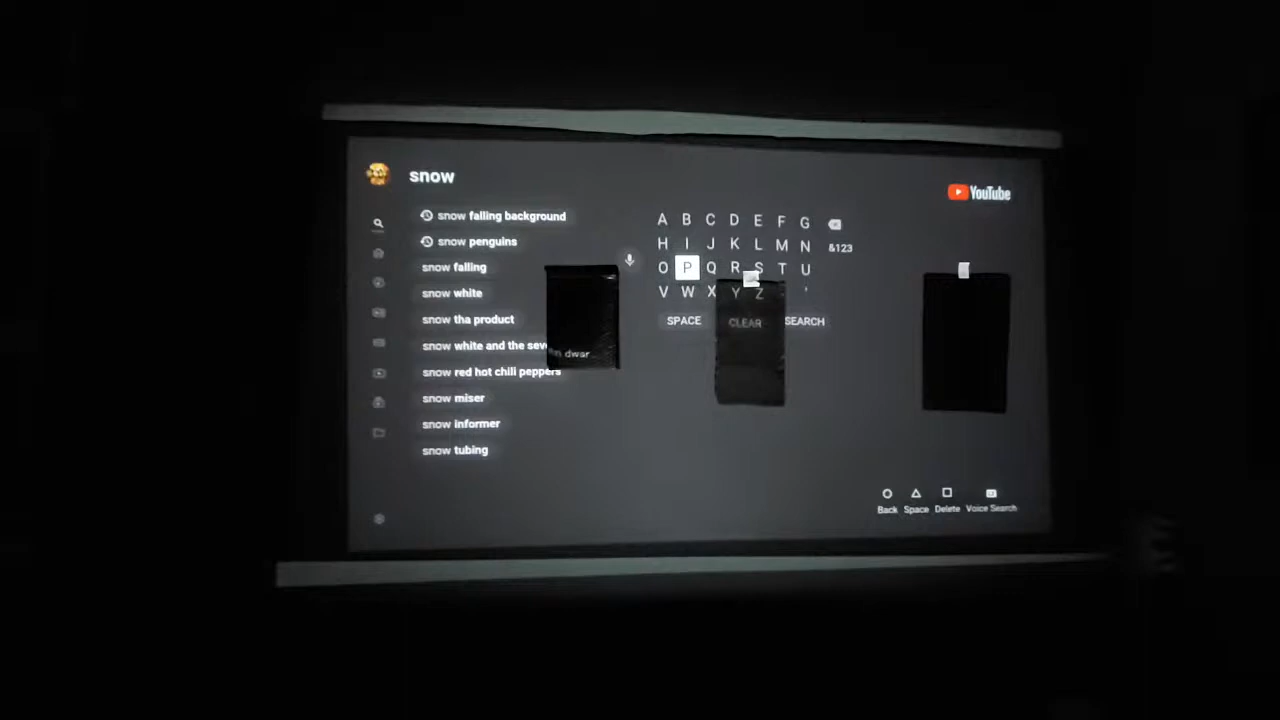 snow
YouTube
snow falling background
snow penguins
snow falling
snow white
snow tha product
snow white and the seven dwar
snow red hot chili peppers
snow miser
snow informer
snow tubing
A B C D E F G
H I J K L M N &123
O P Q R S T U
V W X Y Z '
SPACE CLEAR SEARCH
Back Space Delete Voice Search